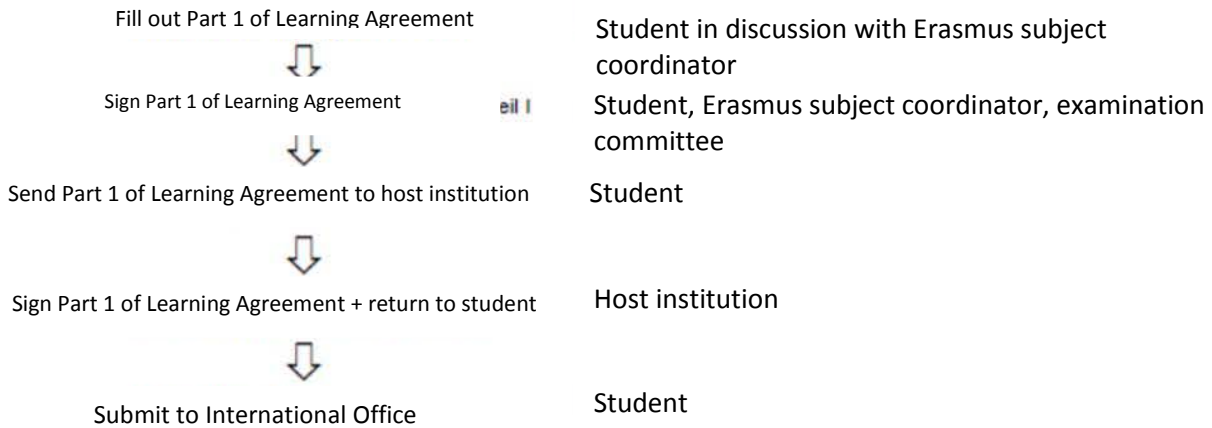 Fill out Part 1 of Learning Agreement
Student in discussion with Erasmus subject
coordinator
Sign Part 1 of Learning Agreement
eil I
Student, Erasmus subject coordinator, examination
committee
Send Part 1 of Learning Agreement to host institution
Student
Sign Part 1 of Learning Agreement + return to student
Host institution
Submit to International Office
Student